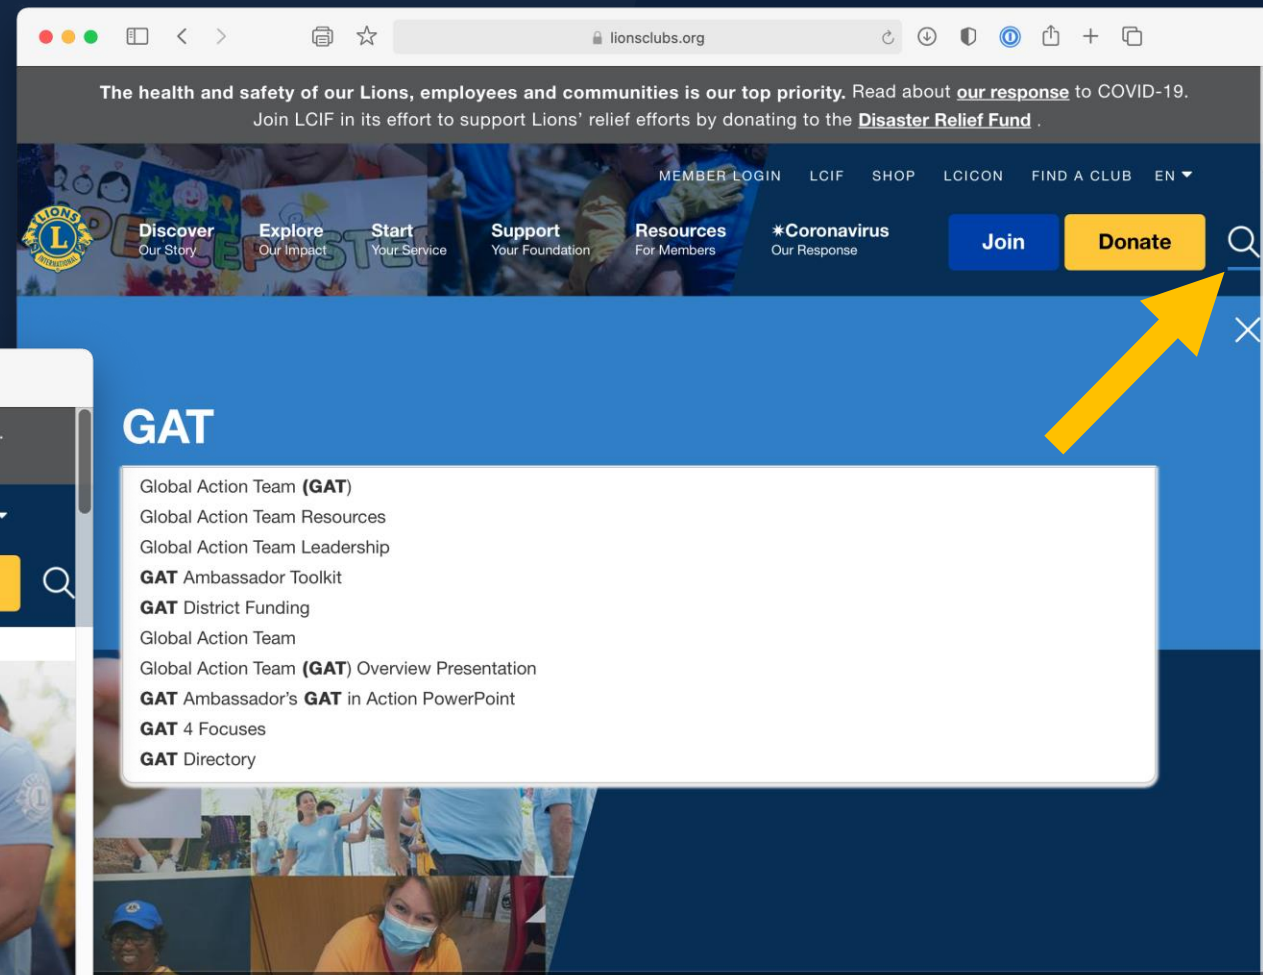 lionsclubs.org
The health and safety of our Lions, employees and communities is our top priority. Read about our response to COVID-19.
Join LCIF in its effort to support Lions' relief efforts by donating to the Disaster Relief Fund .
MEMBER LOGIN LCIF SHOP LCICON FIND A CLUB EN
LIONS
L
INTERNATIONAL
Discover Explore Start Support Resources ✶Coronavirus
Our Story Our Impact Your Service Your Foundation For Members Our Response
Join Donate
GAT
Global Action Team (GAT)
Global Action Team Resources
Global Action Team Leadership
GAT Ambassador Toolkit
GAT District Funding
Global Action Team
Global Action Team (GAT) Overview Presentation
GAT Ambassador’s GAT in Action PowerPoint
GAT 4 Focuses
GAT Directory